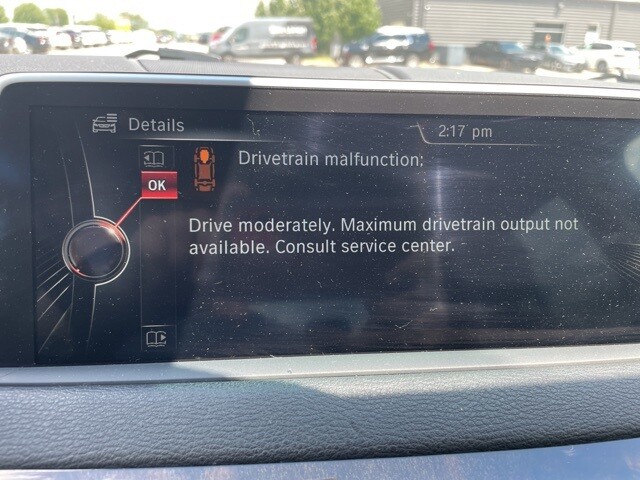 Details
2:17 pm
Drivetrain malfunction:
OK
Drive moderately. Maximum drivetrain output not
available. Consult service center.